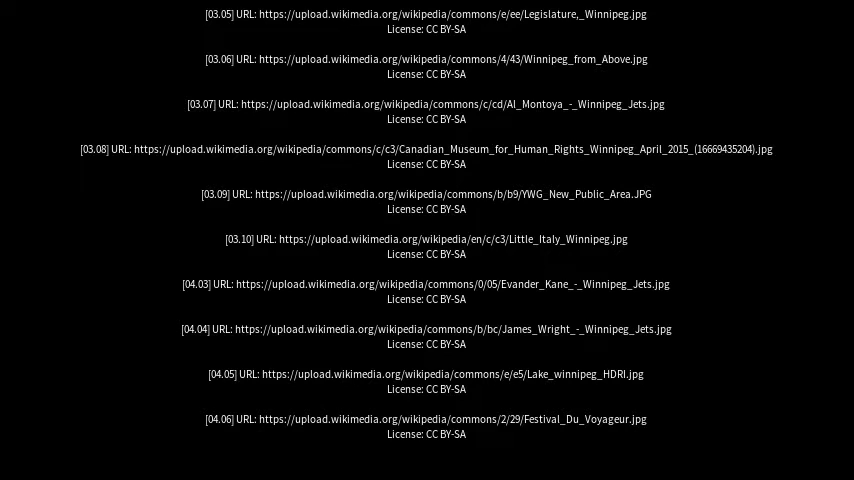 [03.05] URL: https://upload.wikimedia.org/wikipedia/commons/e/ee/Legislature,_Winnipeg.jpg
License: CC BY-SA
[03.06] URL: https://upload.wikimedia.org/wikipedia/commons/4/43/Winnipeg_from_Above.jpg
License: CC BY-SA
[03.07] URL: https://upload.wikimedia.org/wikipedia/commons/c/cd/Al_Montoya_-_Winnipeg_Jets.jpg
License: CC BY-SA
[03.08] URL: https://upload.wikimedia.org/wikipedia/commons/c/c3/Canadian_Museum_for_Human_Rights_Winnipeg_April_2015_(16669435204).jpg
License: CC BY-SA
[03.09] URL: https://upload.wikimedia.org/wikipedia/commons/b/b9/YWG_New_Public_Area.JPG
License: CC BY-SA
[03.10] URL: https://upload.wikimedia.org/wikipedia/en/c/c3/Little_Italy_Winnipeg.jpg
License: CC BY-SA
[04.03] URL: https://upload.wikimedia.org/wikipedia/commons/0/05/Evander_Kane_-_Winnipeg_Jets.jpg
License: CC BY-SA
[04.04] URL: https://upload.wikimedia.org/wikipedia/commons/b/bc/James_Wright_-_Winnipeg_Jets.jpg
License: CC BY-SA
[04.05] URL: https://upload.wikimedia.org/wikipedia/commons/e/e5/Lake_winnipeg_HDRI.jpg
License: CC BY-SA
[04.06] URL: https://upload.wikimedia.org/wikipedia/commons/2/29/Festival_Du_Voyageur.jpg
License: CC BY-SA